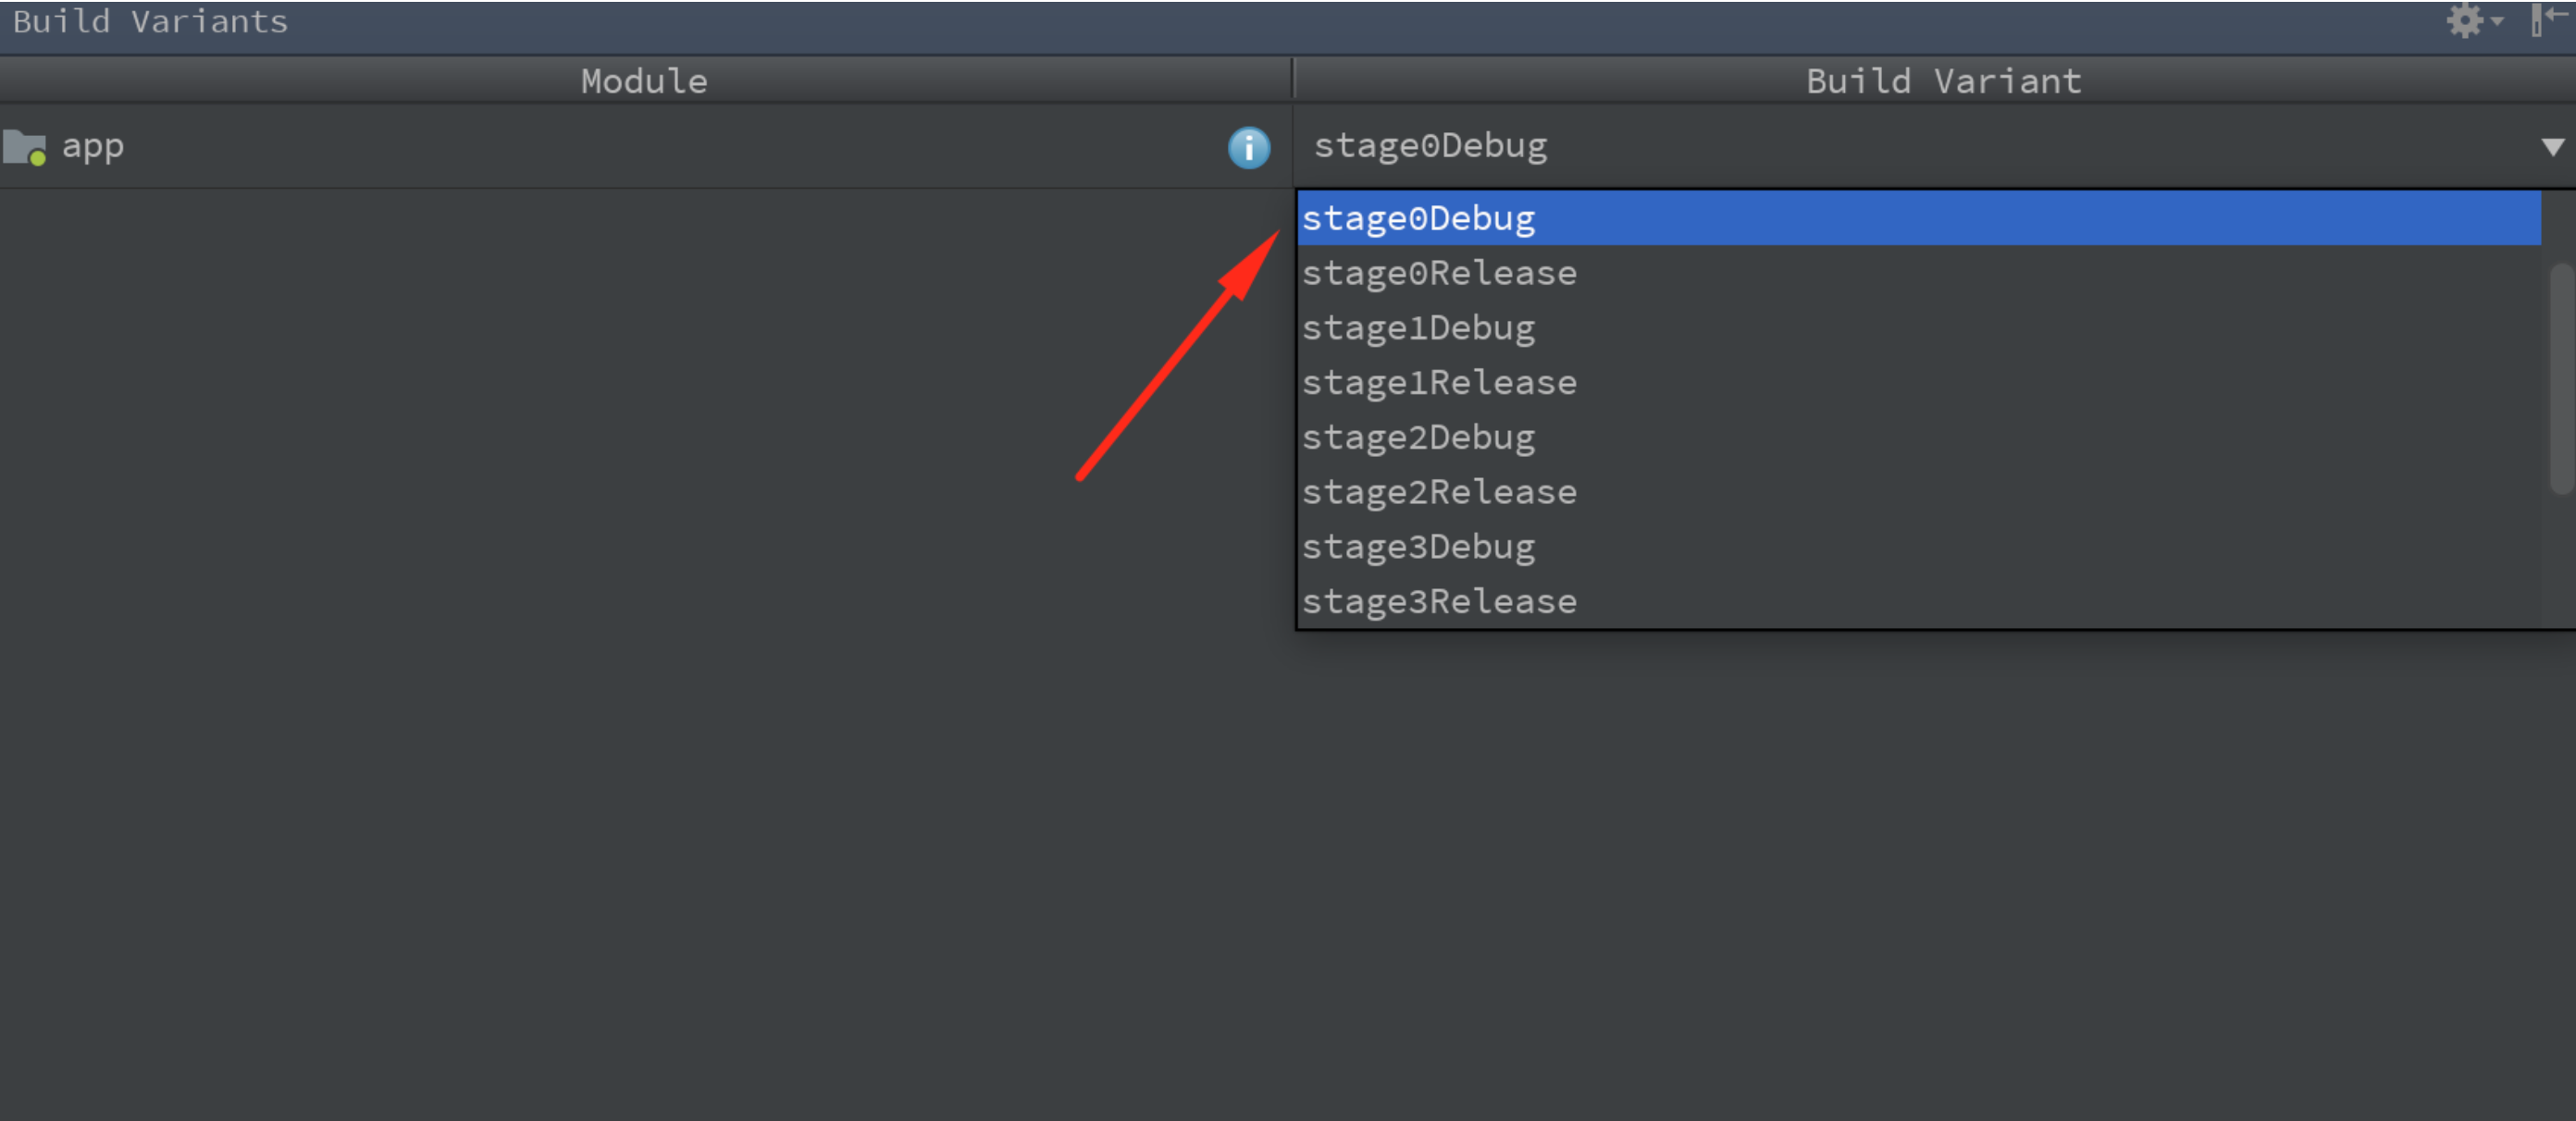 Build Variants
Module
Build Variant
app
stage0Debug
stage0Debug
stage0Release
stage1Debug
stage1Release
stage2Debug
stage2Release
stage3Debug
stage3Release